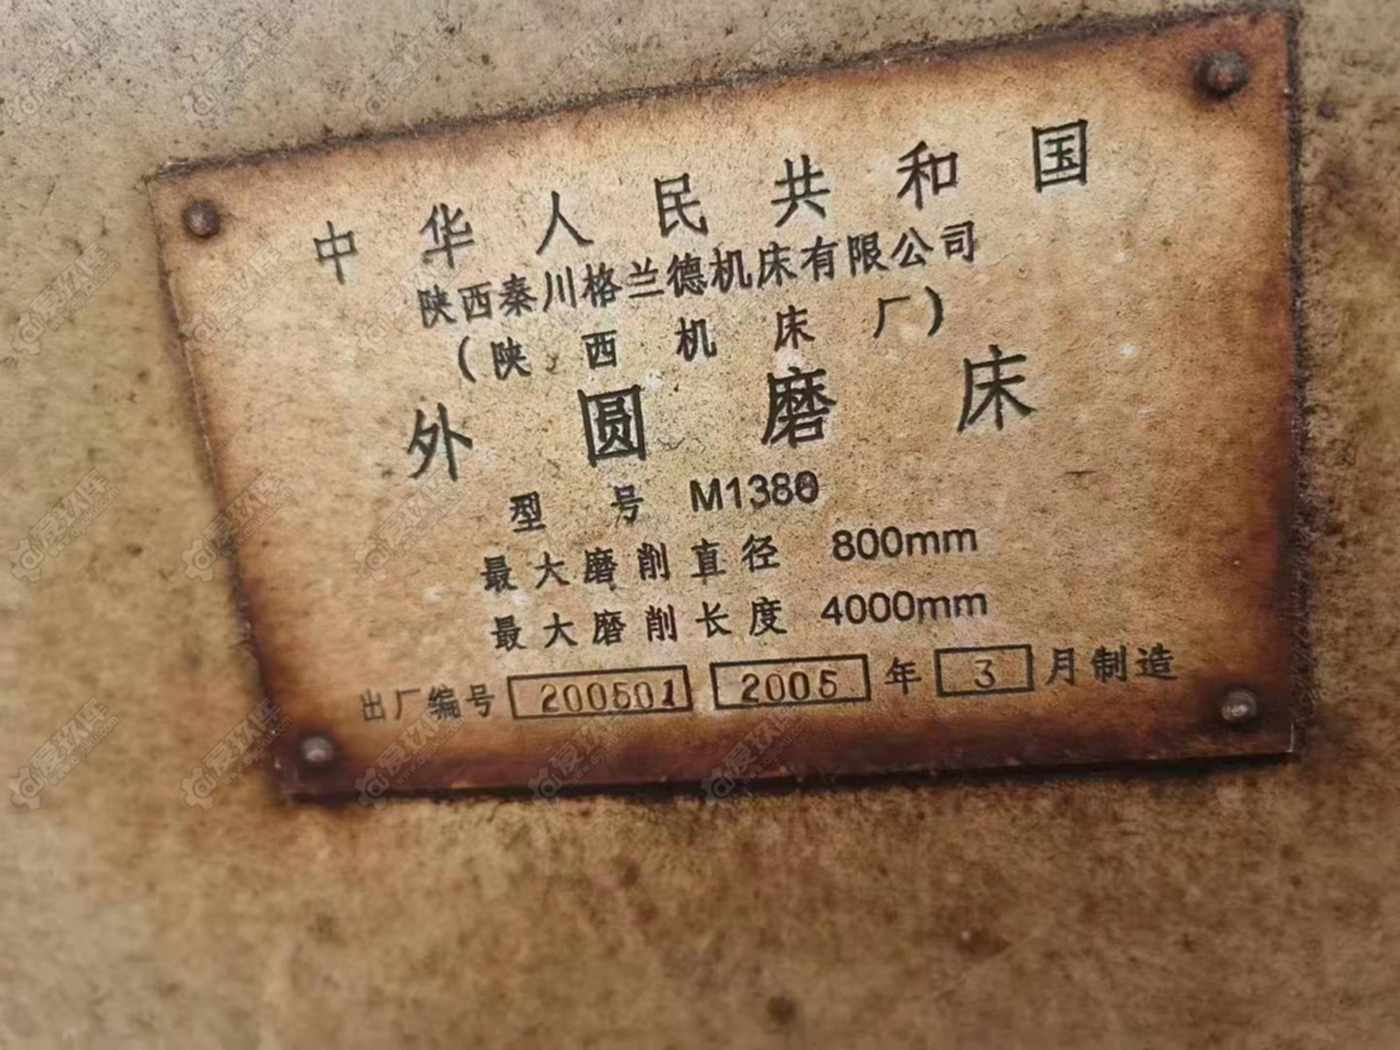 中华人民共和国
陕西秦川格兰德机床有限公司
(陕西机床厂)
外圆磨床
型号 M1380
最大磨削直径 800mm
最大磨削长度 4000mm
出厂编号 200501 2005 年 3 月制造